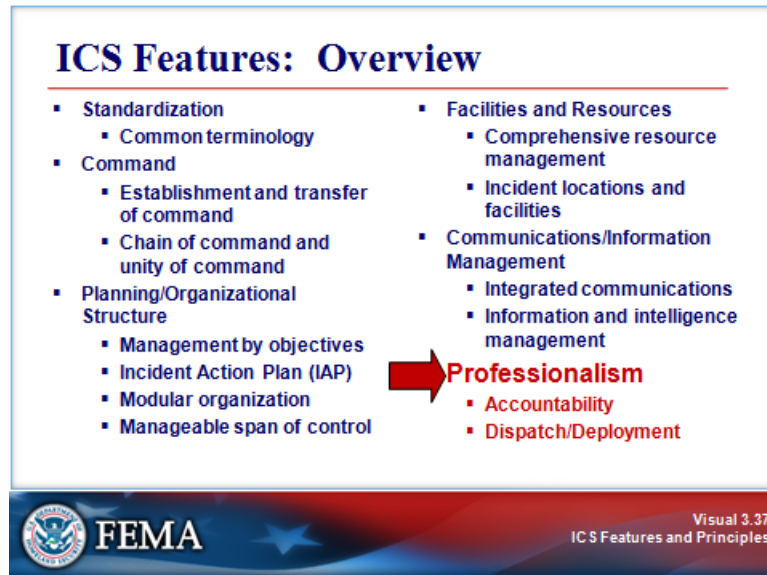 ICS Features:  Overview
▪ Standardization
▪ Common terminology
▪ Command
▪ Establishment and transfer
of command
▪ Chain of command and
unity of command
▪ Planning/Organizational
Structure
▪ Management by objectives
▪ Incident Action Plan (IAP)
▪ Modular organization
▪ Manageable span of control
▪ Facilities and Resources
▪ Comprehensive resource
management
▪ Incident locations and
facilities
▪ Communications/Information
Management
▪ Integrated communications
▪ Information and intelligence
management
Professionalism
▪ Accountability
▪ Dispatch/Deployment
FEMA
Visual 3.37
ICS Features and Principles